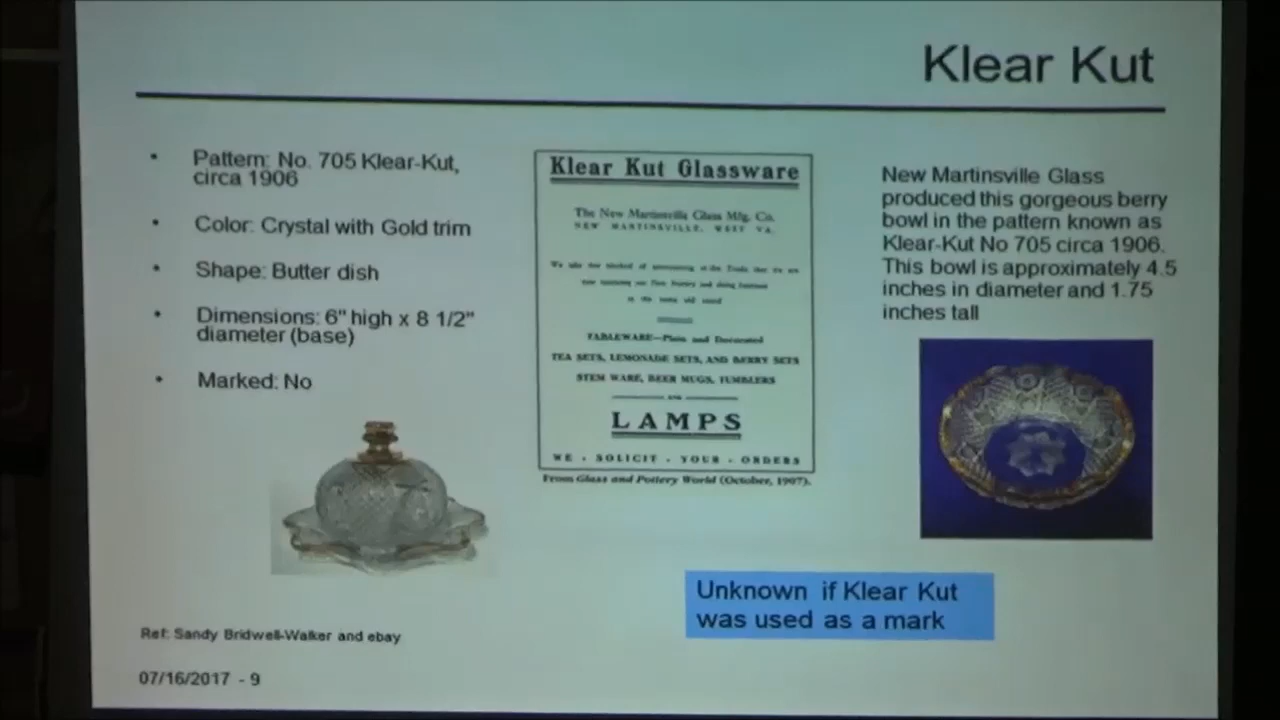 Klear Kut
• Pattern: No. 705 Klear-Kut,
circa 1906
• Color: Crystal with Gold trim
• Shape: Butter dish
• Dimensions: 6" high x 8 1/2"
diameter (base)
• Marked: No
Klear Kut Glassware
The New Martinsville Glass Mfg. Co.
NEW MARTINSVILLE, WEST VA.
TABLEWARE—Plain and Decorated
TEA SETS, LEMONADE SETS, AND BERRY SETS
STEM WARE, BEER MUGS, TUMBLERS
AND
LAMPS
WE - SOLICIT - YOUR - ORDERS
From Glass and Pottery World (October, 1907).
New Martinsville Glass
produced this gorgeous berry
bowl in the pattern known as
Klear-Kut No 705 circa 1906.
This bowl is approximately 4.5
inches in diameter and 1.75
inches tall
Unknown if Klear Kut
was used as a mark
Ref: Sandy Bridwell-Walker and ebay
07/16/2017 - 9